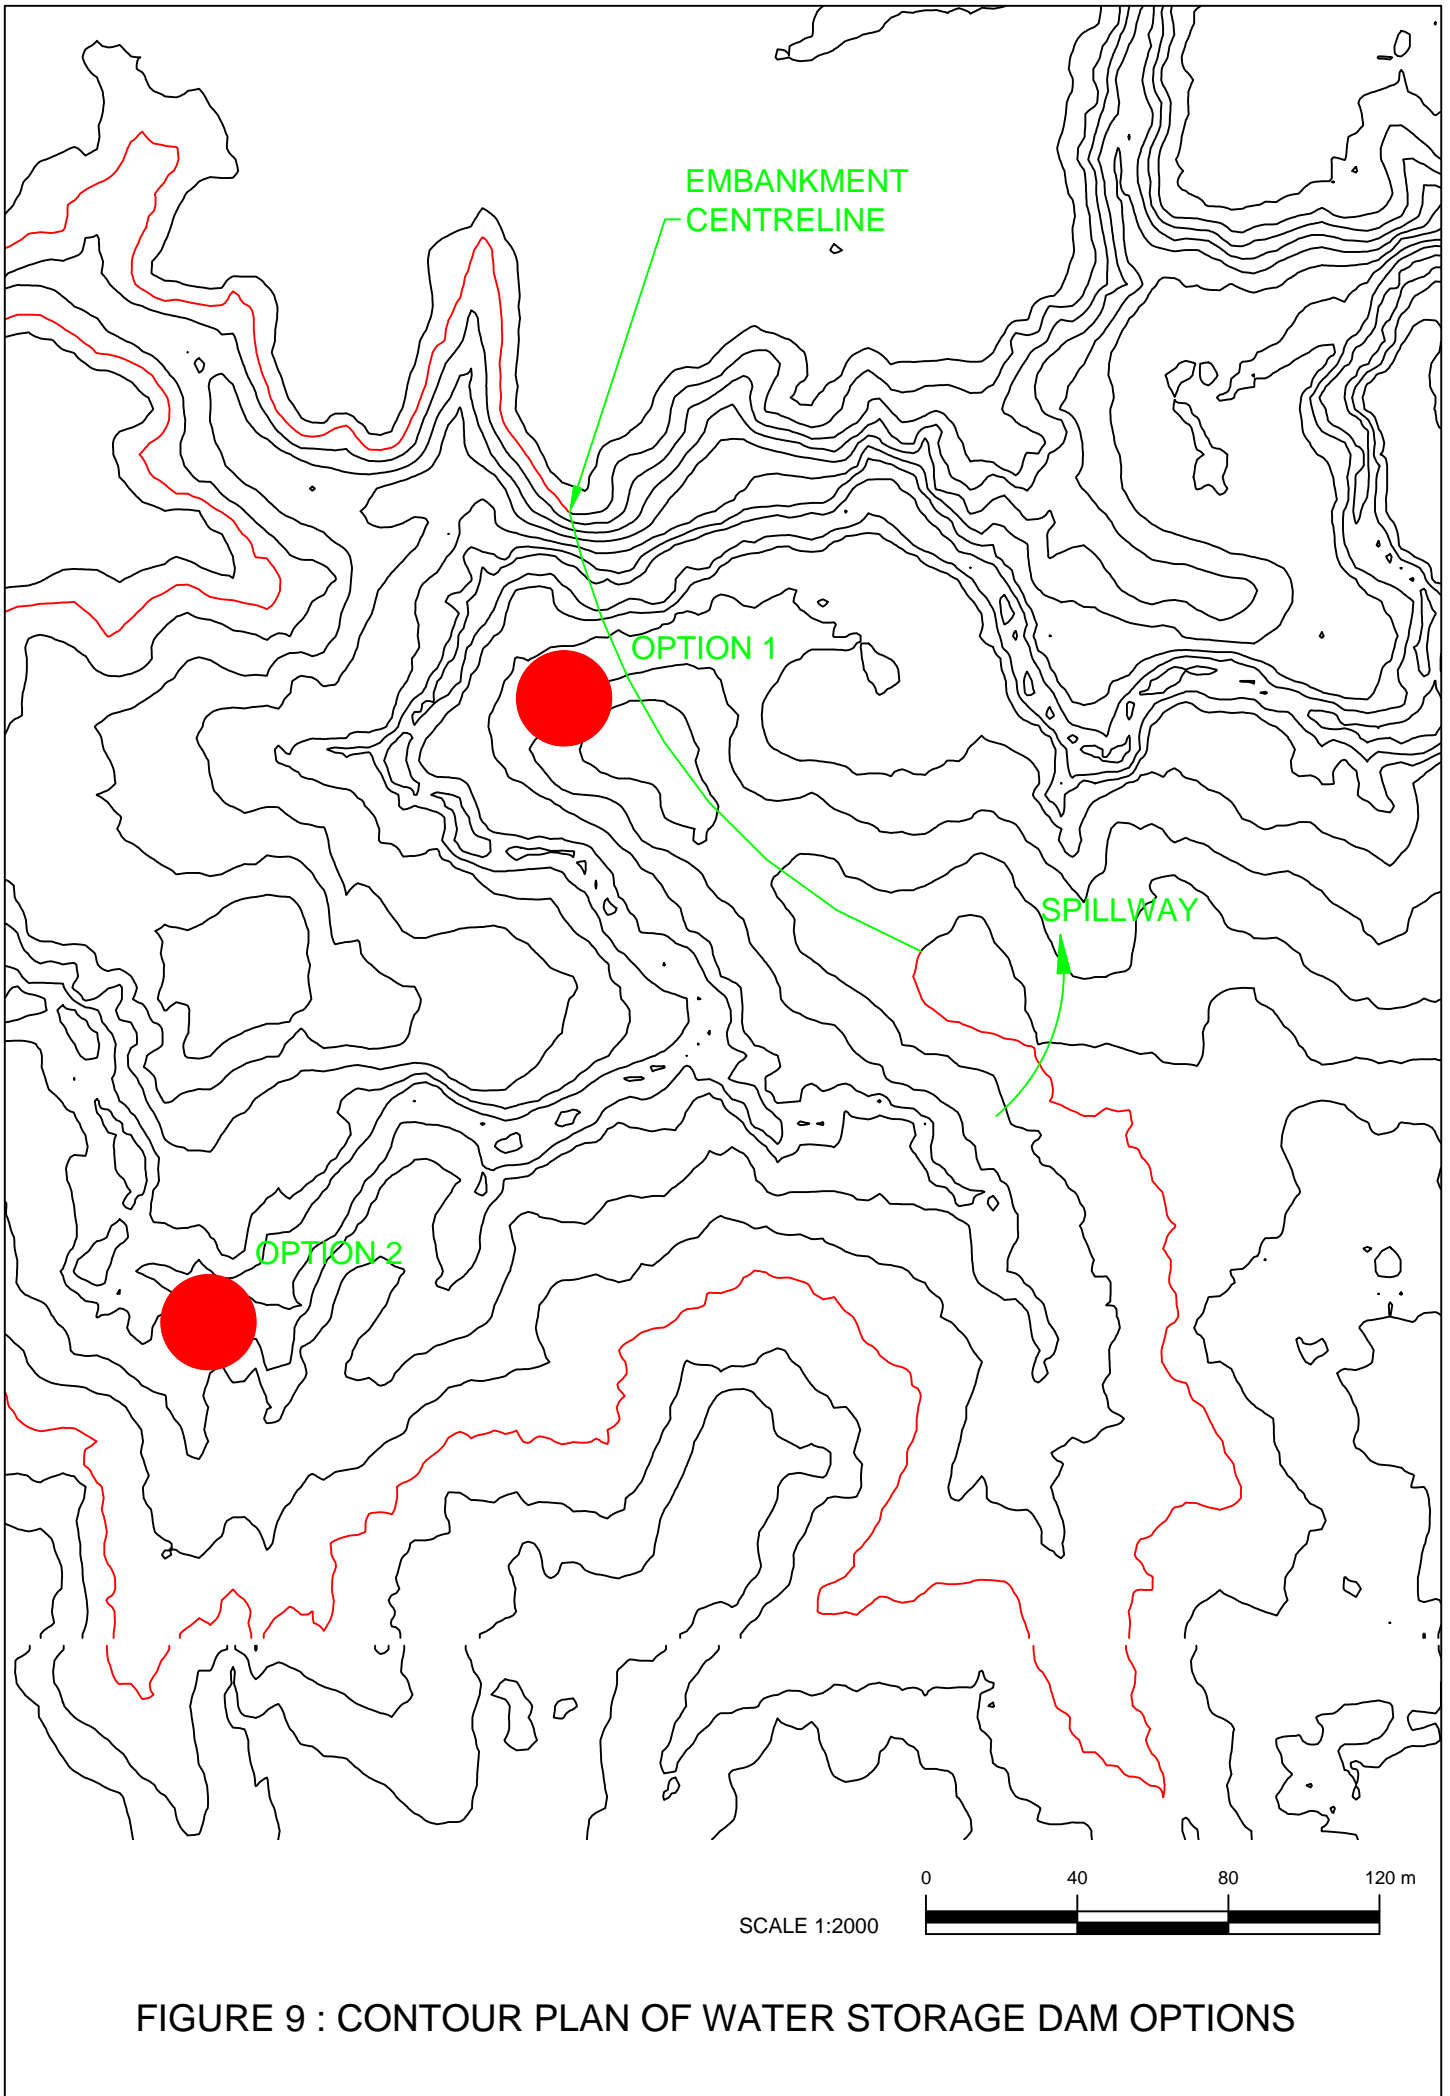 EMBANKMENT
CENTRELINE
OPTION 1
SPILLWAY
OPTION 2
0 40 80 120 m
SCALE 1:2000
FIGURE 9 : CONTOUR PLAN OF WATER STORAGE DAM OPTIONS